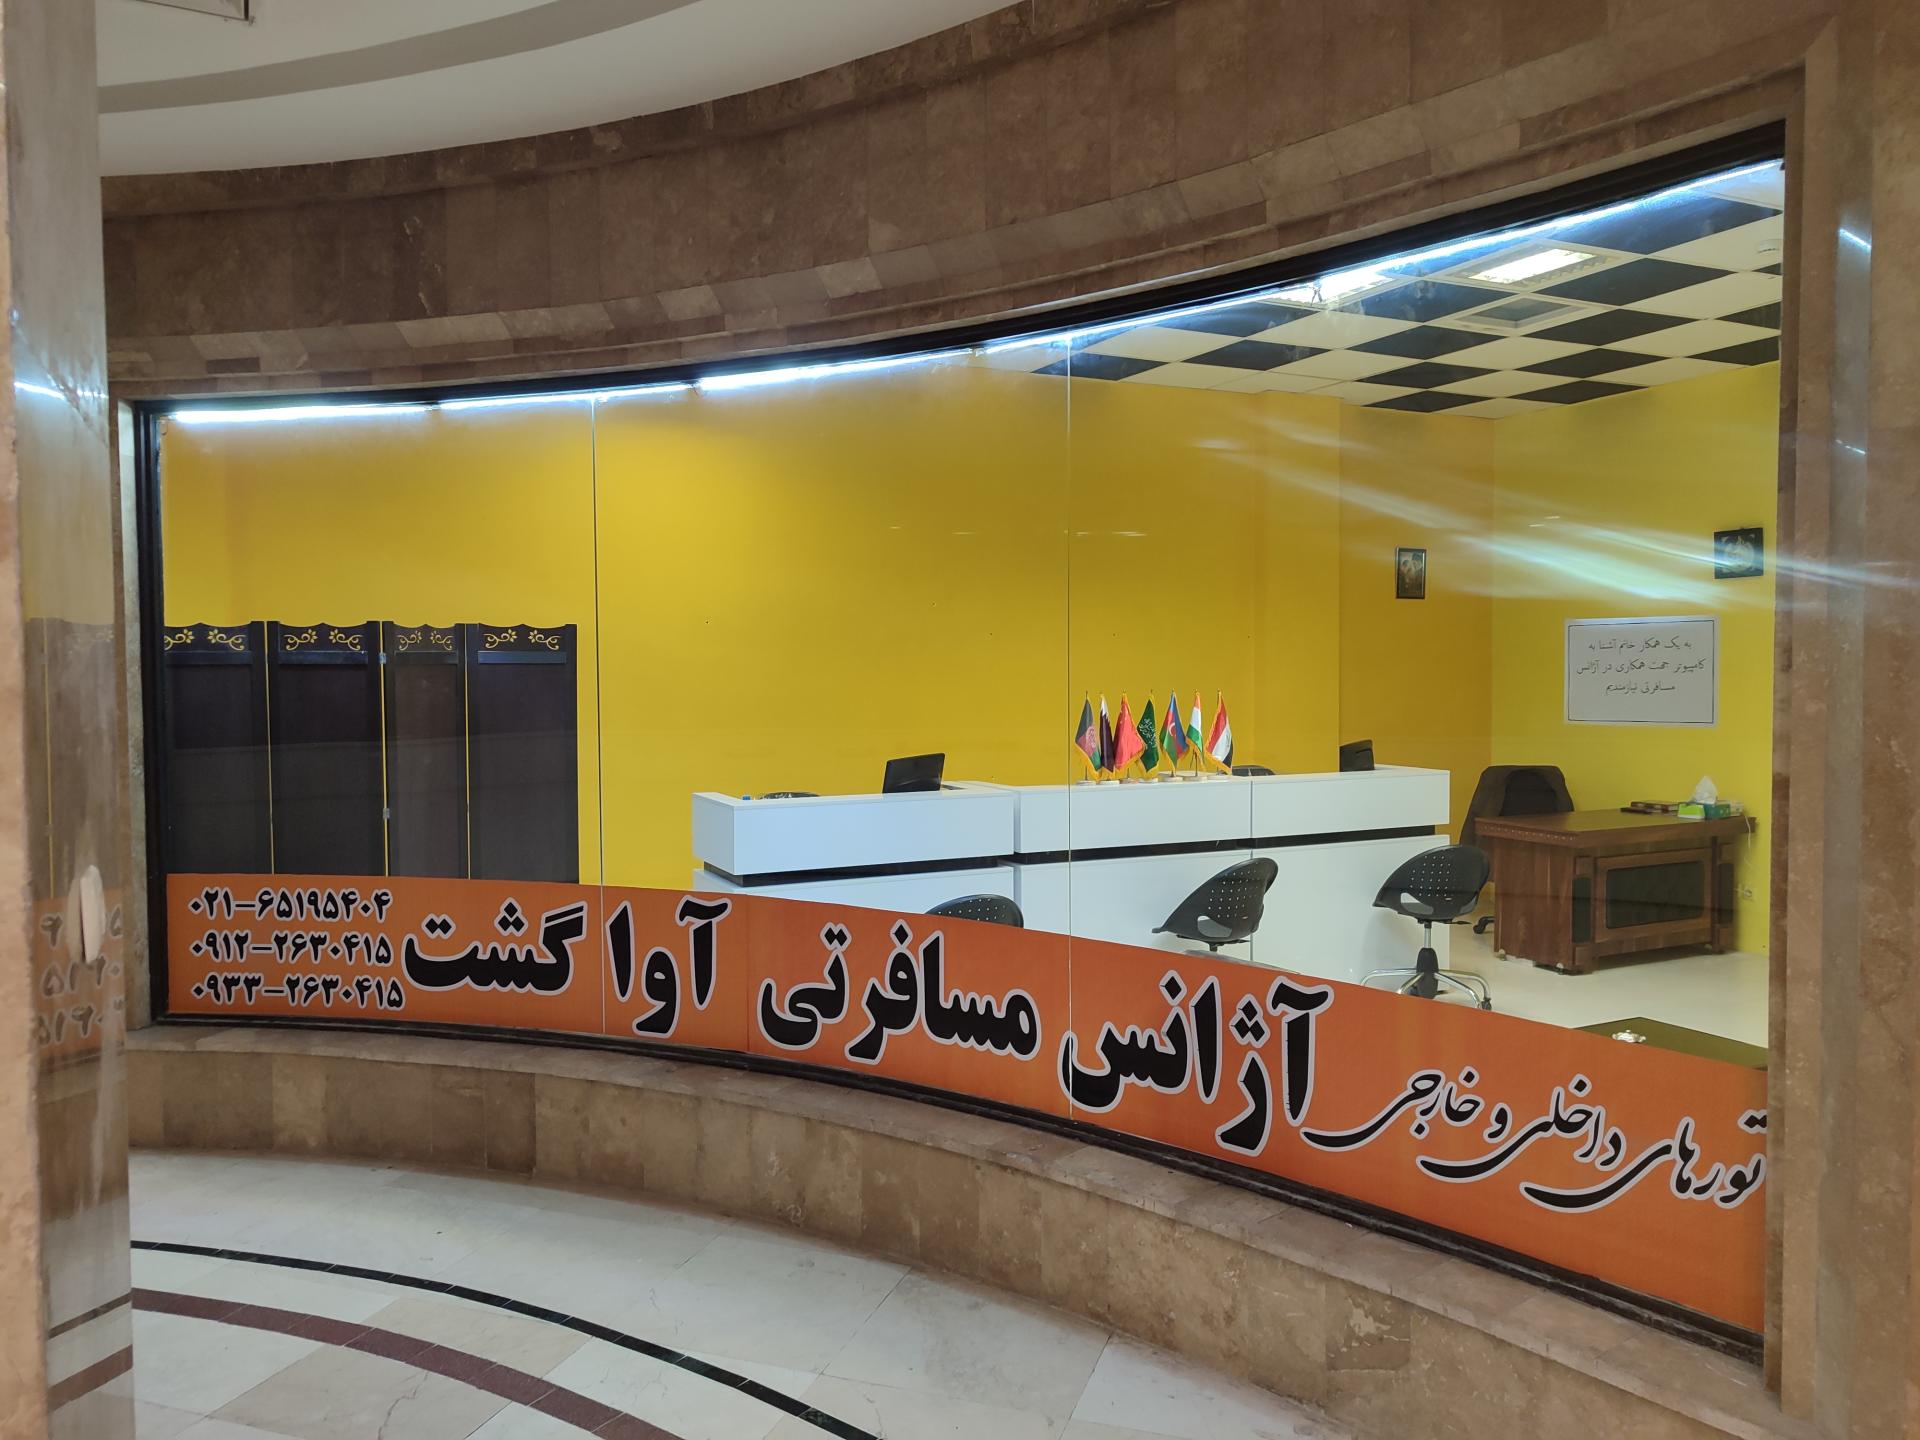 به یک همکار خانم آشنا به
کامپیوتر جهت همکاری در آژانس
مسافرتی نیازمندیم
تورهای داخلی و خارجی
آژانس مسافرتی آوا گشت
۰۲۱-۶۵۱۹۵۴۰۴
۰۹۱۲-۲۶۳۰۴۱۵
۰۹۳۳-۲۶۳۰۴۱۵